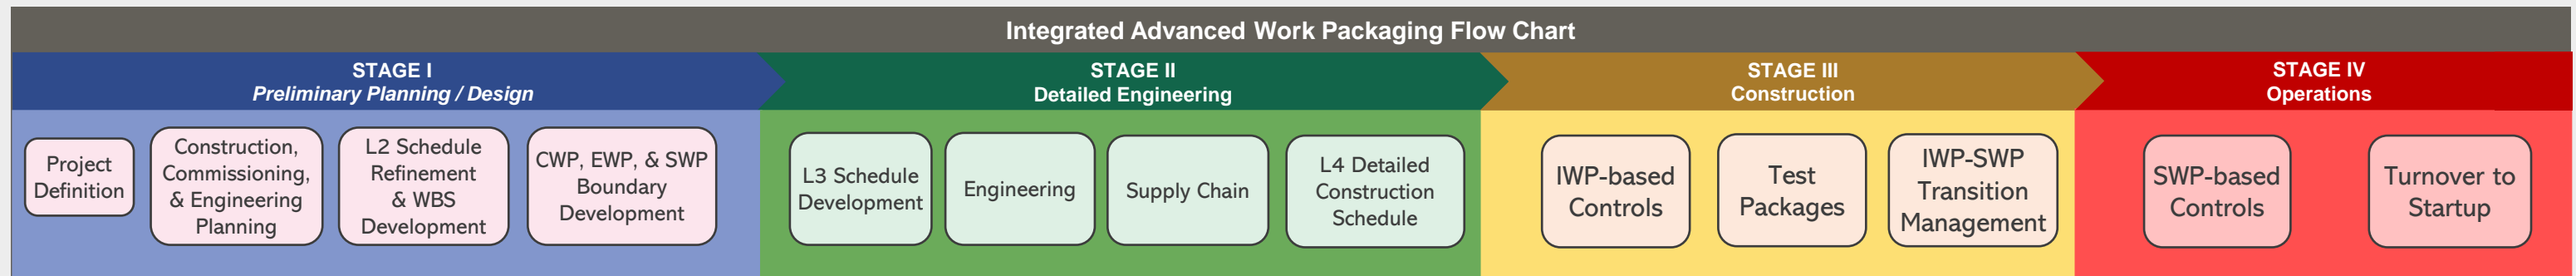 Integrated Advanced Work Packaging Flow Chart
STAGE I
Preliminary Planning / Design
STAGE II
Detailed Engineering
STAGE III
Construction
STAGE IV
Operations
Project
Definition
Construction,
Commissioning,
& Engineering
Planning
L2 Schedule
Refinement
& WBS
Development
CWP, EWP, & SWP
Boundary
Development
L3 Schedule
Development
Engineering
Supply Chain
L4 Detailed
Construction
Schedule
IWP-based
Controls
Test
Packages
IWP-SWP
Transition
Management
SWP-based
Controls
Turnover to
Startup